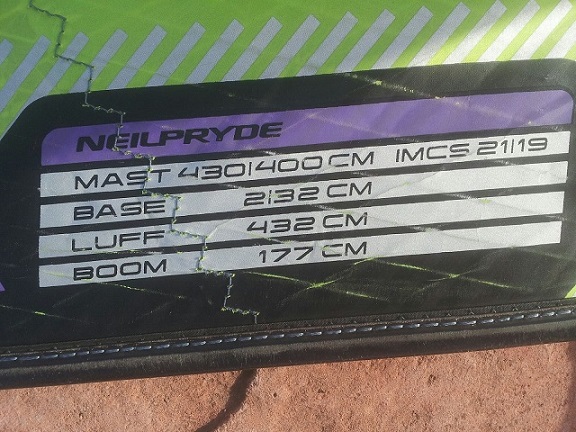 NEILPRYDE
MAST 430|400 CM IMCS 21|19
BASE 2|32 CM
LUFF 432 CM
BOOM 177 CM